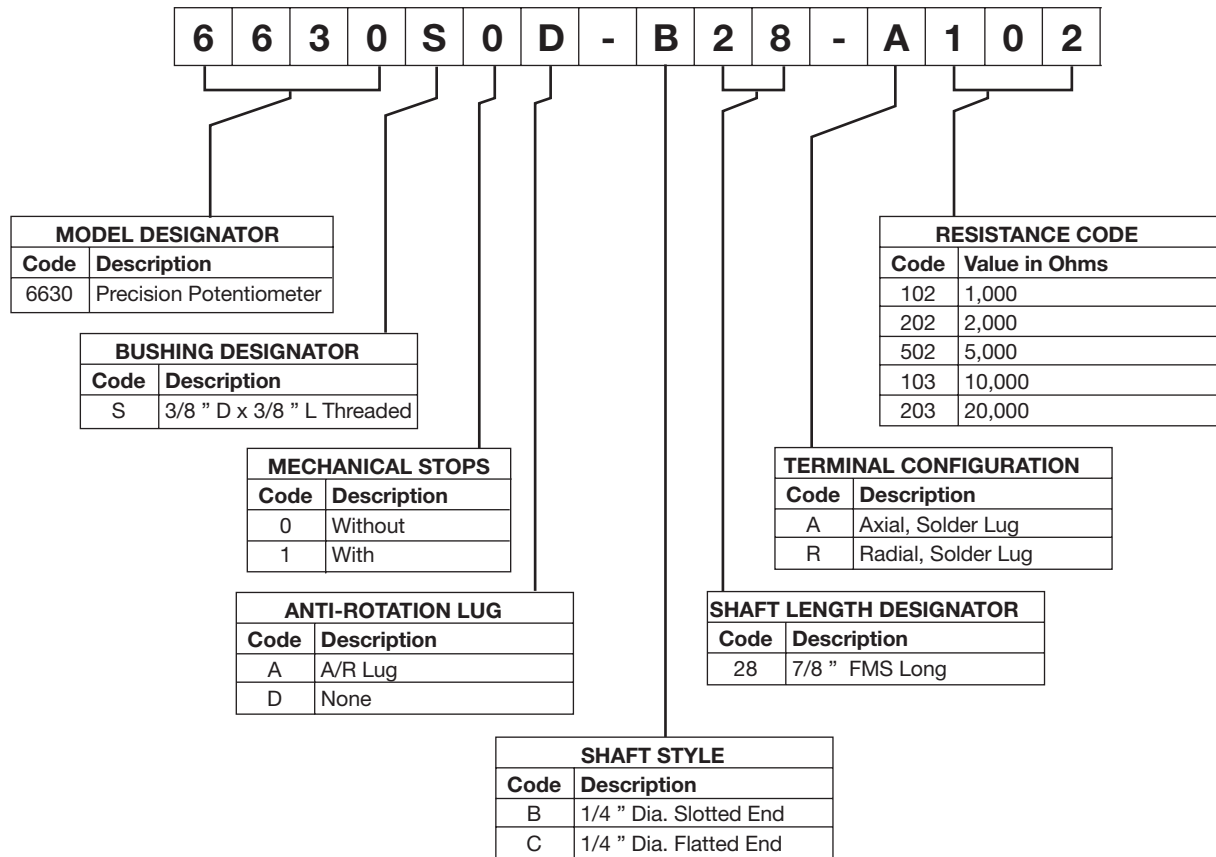 6 6 3 0 S 0 D - B 2 8 - A 1 0 2
MODEL DESIGNATOR
Code Description
6630 Precision Potentiometer
BUSHING DESIGNATOR
Code Description
S 3/8 ” D x 3/8 ” L Threaded
MECHANICAL STOPS
Code Description
0 Without
1 With
ANTI-ROTATION LUG
Code Description
A A/R Lug
D None
SHAFT STYLE
Code Description
B 1/4 ” Dia. Slotted End
C 1/4 ” Dia. Flatted End
SHAFT LENGTH DESIGNATOR
Code Description
28 7/8 ” FMS Long
TERMINAL CONFIGURATION
Code Description
A Axial, Solder Lug
R Radial, Solder Lug
RESISTANCE CODE
Code Value in Ohms
102 1,000
202 2,000
502 5,000
103 10,000
203 20,000